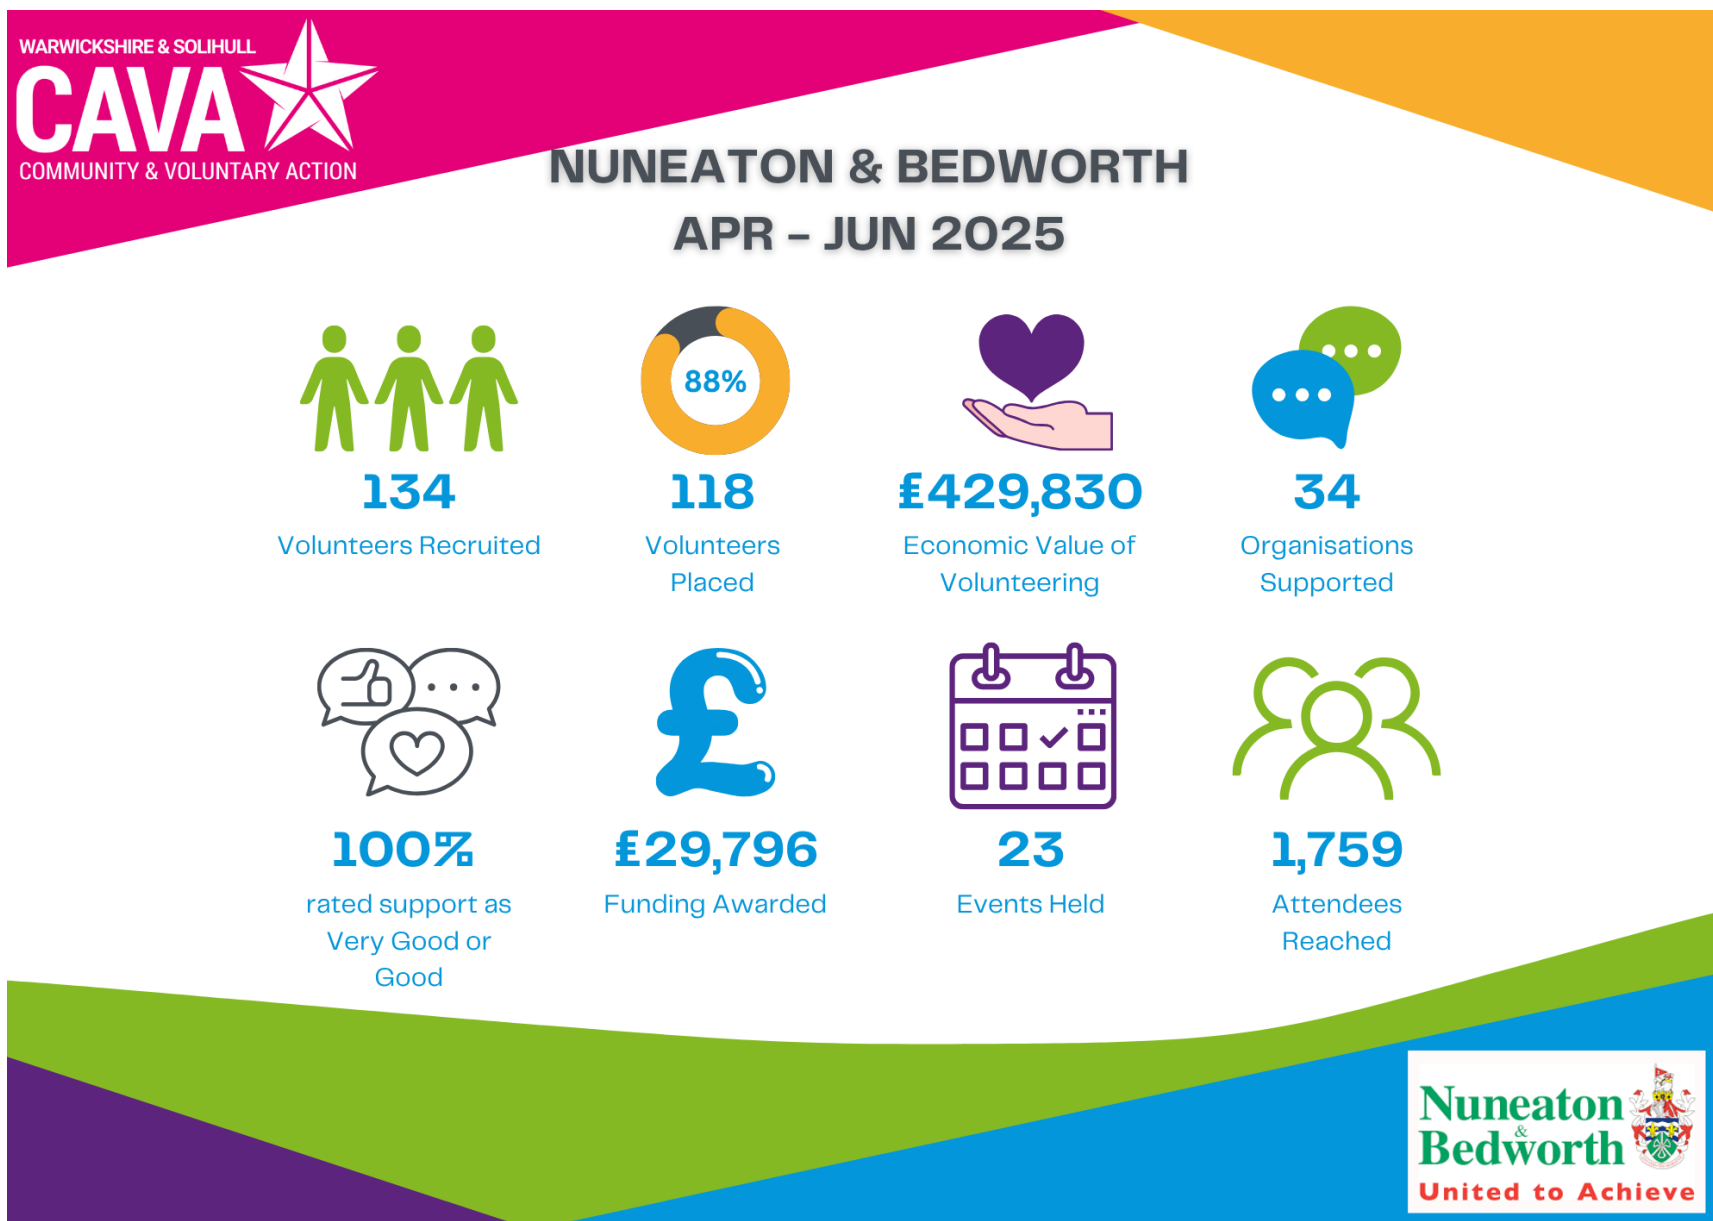 WARWICKSHIRE & SOLIHULL
CAVA
COMMUNITY & VOLUNTARY ACTION
NUNEATON & BEDWORTH
APR - JUN 2025
134
Volunteers Recruited
88%
118
Volunteers
Placed
£429,830
Economic Value of
Volunteering
34
Organisations
Supported
100%
rated support as
Very Good or
Good
£29,796
Funding Awarded
23
Events Held
1,759
Attendees
Reached
Nuneaton
&
Bedworth
United to Achieve